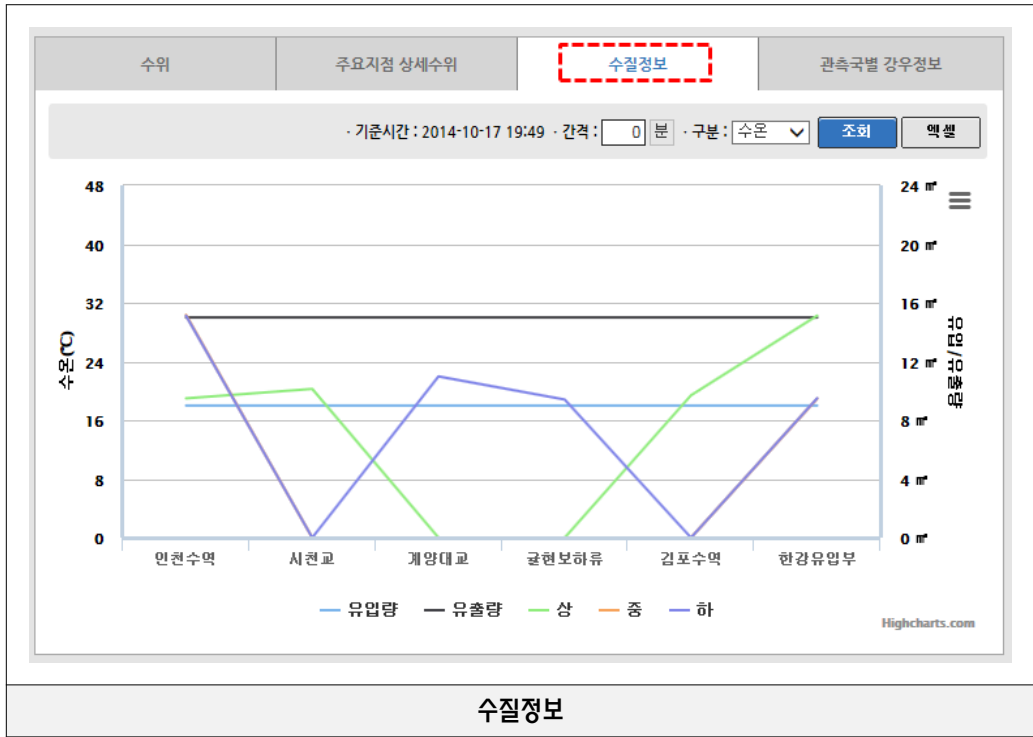 수위 주요지점 상세수위 수질정보 관측국별 강우정보
· 기준시간 : 2014-10-17 19:49 · 간격 : 0 분 · 구분 : 수온 조회 엑셀
48 24 ㎥
40 20 ㎥
32 16 ㎥
24 12 ㎥
16 8 ㎥
8 4 ㎥
0 0 ㎥
수온(℃)
유입/유출량
인천수역 시천교 계양대교 귤현보하류 김포수역 한강유입부
유입량 유출량 상 중 하
Highcharts.com
수질정보